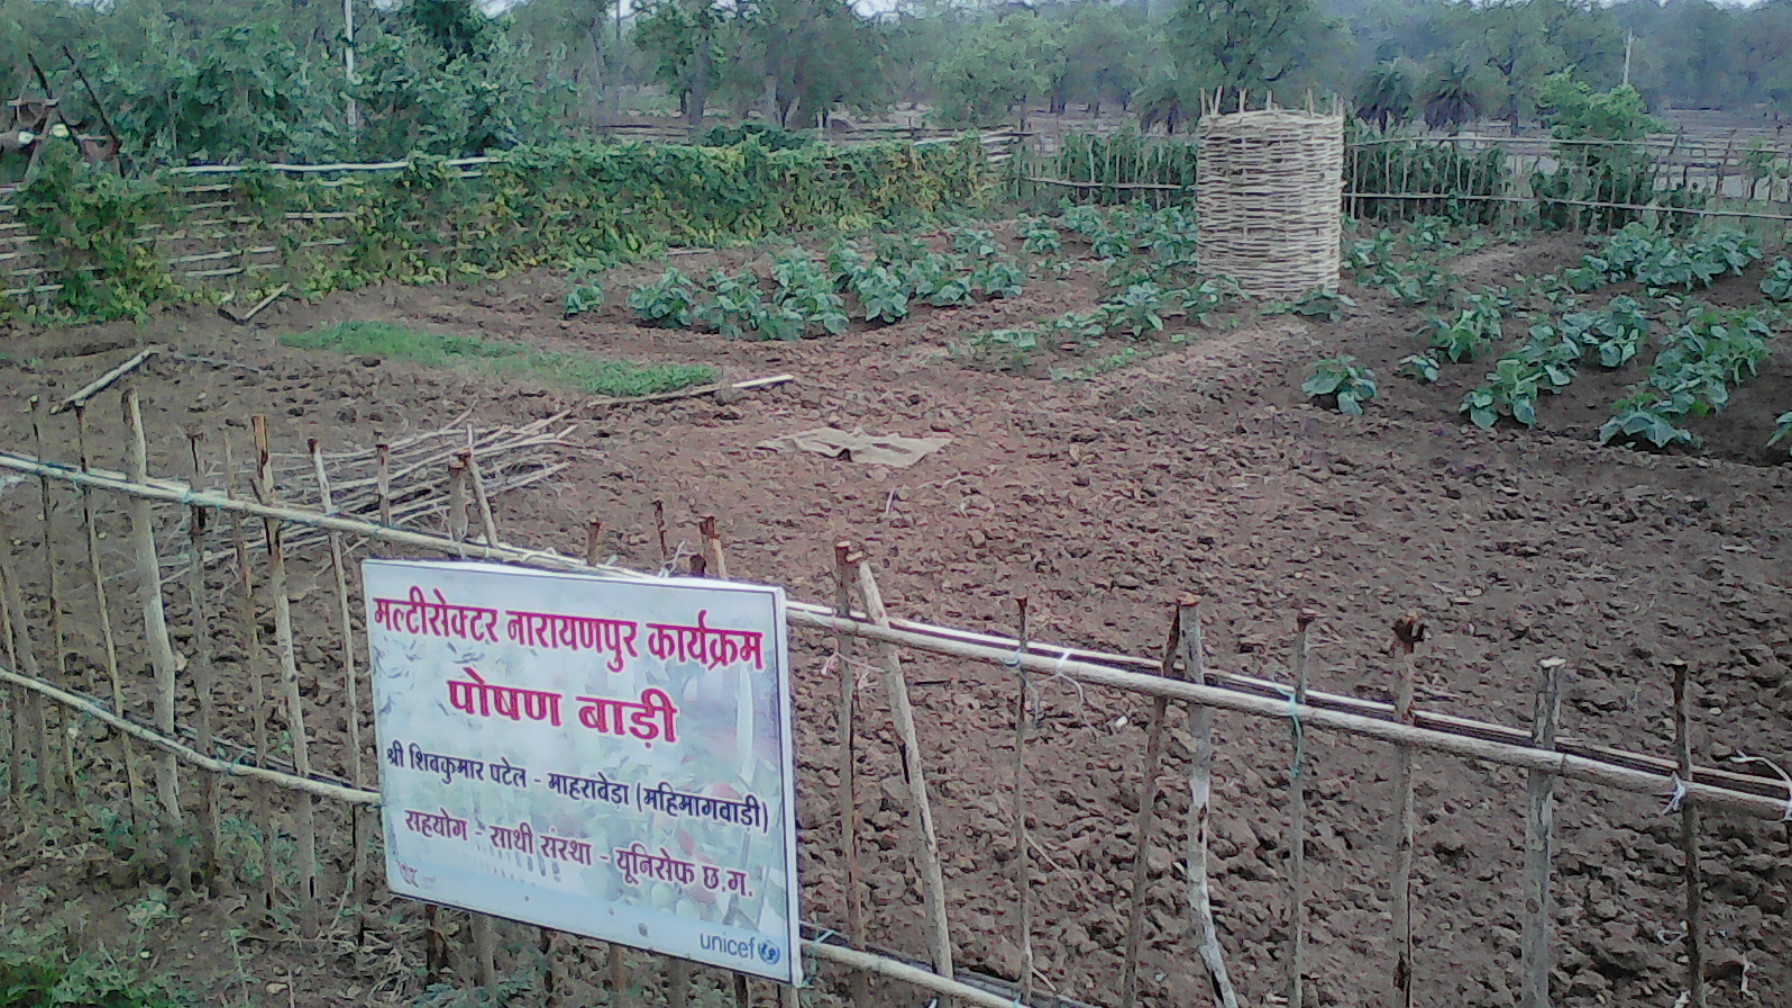 मल्टीसेक्टर नारायणपुर कार्यक्रम
पोषण बाड़ी
श्री शिवकुमार पटेल - माहरावेडा (महिमागवाड़ी)
सहयोग - साथी संस्था - यूनिसेफ छ.ग.
unicef